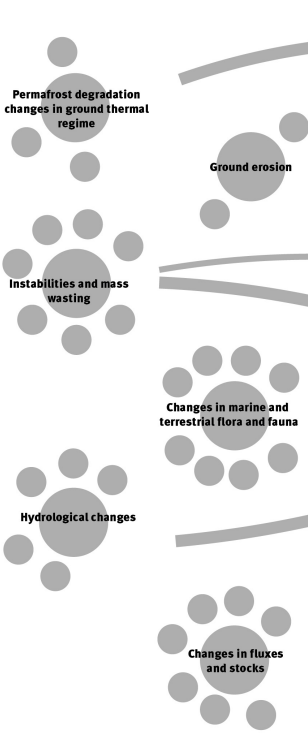 Permafrost degradation
changes in ground thermal
regime
Ground erosion
Instabilities and mass
wasting
Changes in marine and
terrestrial flora and fauna
Hydrological changes
Changes in fluxes
and stocks